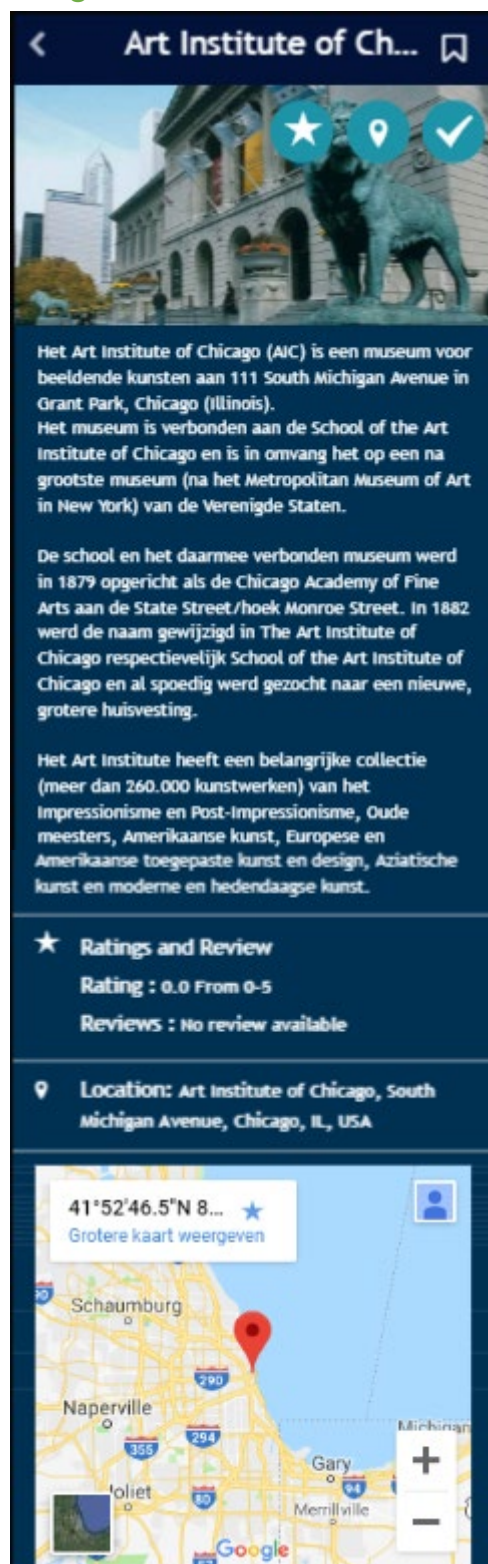 Art Institute of Ch...
Het Art Institute of Chicago (AIC) is een museum voor
beeldende kunsten aan 111 South Michigan Avenue in
Grant Park, Chicago (Illinois).
Het museum is verbonden aan de School of the Art
Institute of Chicago en is in omvang het op een na
grootste museum (na het Metropolitan Museum of Art
in New York) van de Verenigde Staten.
De school en het daarmee verbonden museum werd
in 1879 opgericht als de Chicago Academy of Fine
Arts aan de State Street/hoek Monroe Street. In 1882
werd de naam gewijzigd in The Art Institute of
Chicago respectievelijk School of the Art Institute of
Chicago en al spoedig werd gezocht naar een nieuwe,
grotere huisvesting.
Het Art Institute heeft een belangrijke collectie
(meer dan 260.000 kunstwerken) van het
Impressionisme en Post-Impressionisme, Oude
meesters, Amerikaanse kunst, Europese en
Amerikaanse toegepaste kunst en design, Aziatische
kunst en moderne en hedendaagse kunst.
Ratings and Review
Rating : 0.0 From 0-5
Reviews : No review available
Location: Art Institute of Chicago, South
Michigan Avenue, Chicago, IL, USA
41°52'46.5"N 8...
Grotere kaart weergeven
90
Schaumburg
290
Naperville
294
355
Michigan
Gary
94
Joliet
80
Merrillville
Google